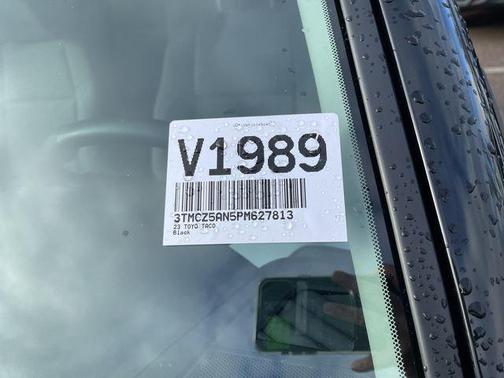 V1989
3TMCZ5AN5PM627813
23 TOYO TACO
Black